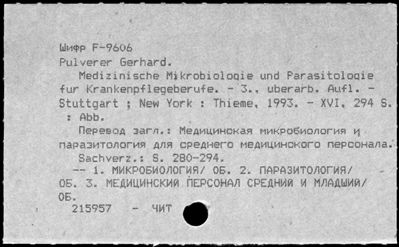 Шифр F-9606
Pulverer Gerhard.
Medizinische Mikrobiologie und Parasitologie
fur Krankenpflegeberufe. - 3., uberarb. Aufl. -
Stuttgart ; New York : Thieme, 1993. - XVI, 294 S.
: Abb.
Перевод загл.: Медицинская микробиология и
паразитология для среднего медицинского персонала.
Sachverz.: S. 280-294.
-- 1. МИКРОБИОЛОГИЯ/ ОБ. 2. ПАРАЗИТОЛОГИЯ/
ОБ. 3. МЕДИЦИНСКИЙ ПЕРСОНАЛ СРЕДНИЙ И МЛАДШИЙ/
ОБ.
215957 - ЧИТ